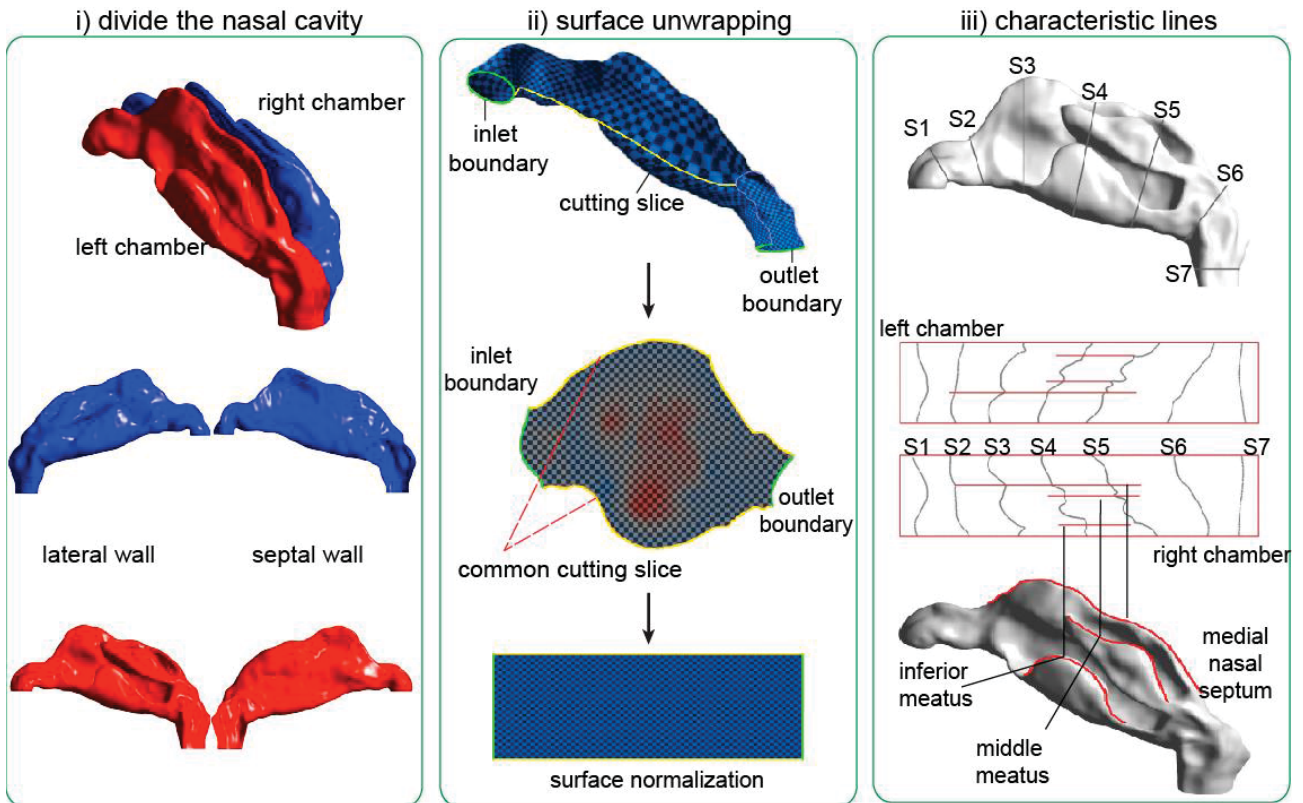 i) divide the nasal cavity
right chamber
left chamber
lateral wall
septal wall
ii) surface unwrapping
inlet
boundary
cutting slice
outlet
boundary
inlet
boundary
outlet
boundary
common cutting slice
surface normalization
iii) characteristic lines
S3
S4
S5
S1
S2
S6
S7
left chamber
S1 S2 S3 S4 S5 S6 S7
right chamber
inferior
meatus
medial
nasal
septum
middle
meatus